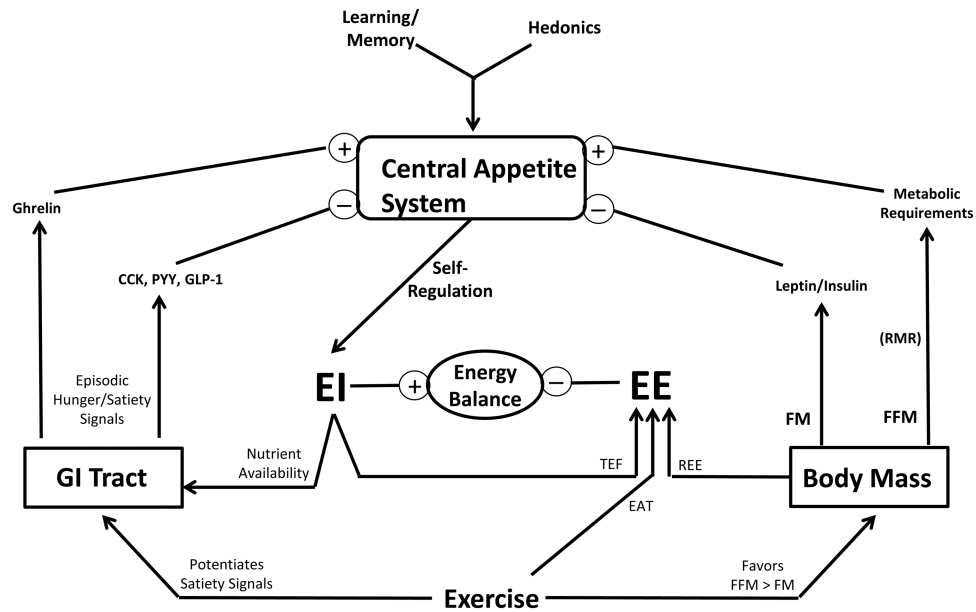 Learning/
Memory
Hedonics
+
+
Central Appetite
System
−
−
Ghrelin
Metabolic
Requirements
CCK, PYY, GLP-1
Self-
Regulation
Leptin/Insulin
(RMR)
Episodic
Hunger/Satiety
Signals
EI
+
Energy
Balance
−
EE
FM
FFM
GI Tract
Nutrient
Availability
TEF
REE
EAT
Body Mass
Potentiates
Satiety Signals
Exercise
Favors
FFM > FM